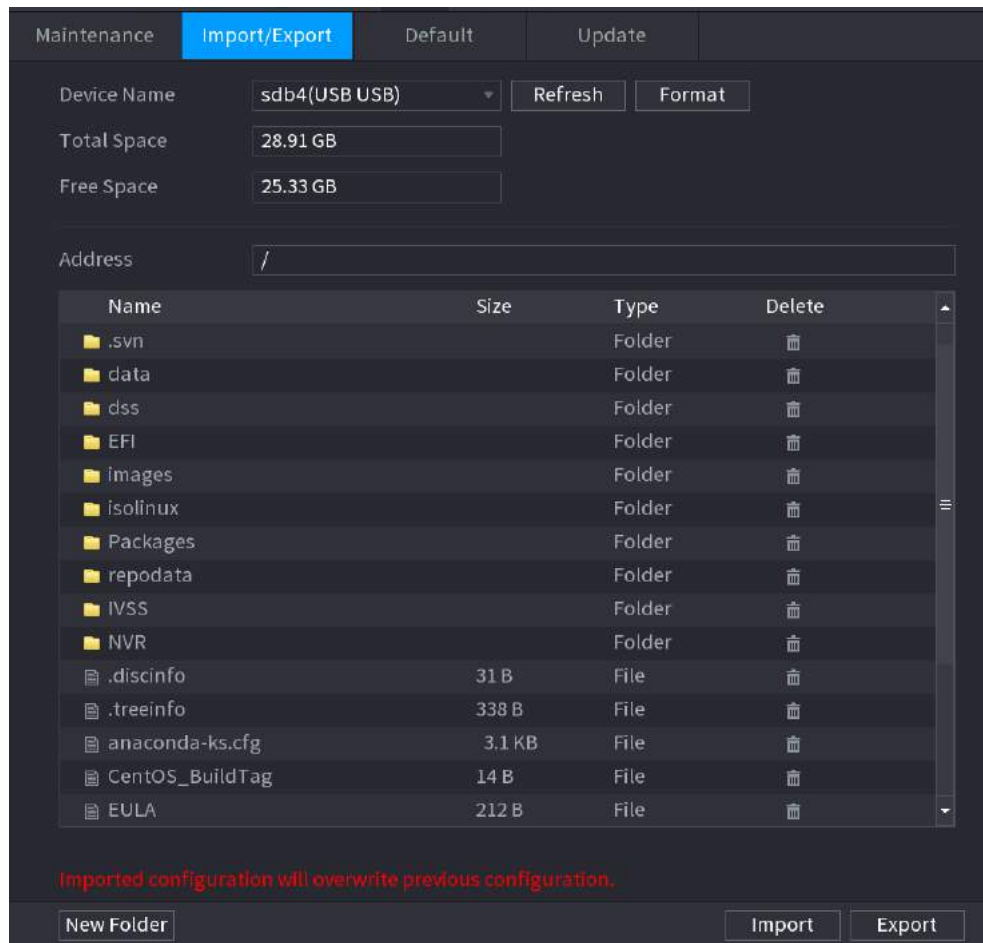 Maintenance Import/Export Default Update
Device Name sdb4(USB USB) Refresh Format
Total Space 28.91 GB
Free Space 25.33 GB
Address /
Name Size Type Delete
.svn Folder
data Folder
dss Folder
EFI Folder
images Folder
isolinux Folder
Packages Folder
repodata Folder
IVSS Folder
NVR Folder
.discinfo 31 B File
.treeinfo 338 B File
anaconda-ks.cfg 3.1 KB File
CentOS_BuildTag 14 B File
EULA 212 B File
Imported configuration will overwrite previous configuration.
New Folder Import Export